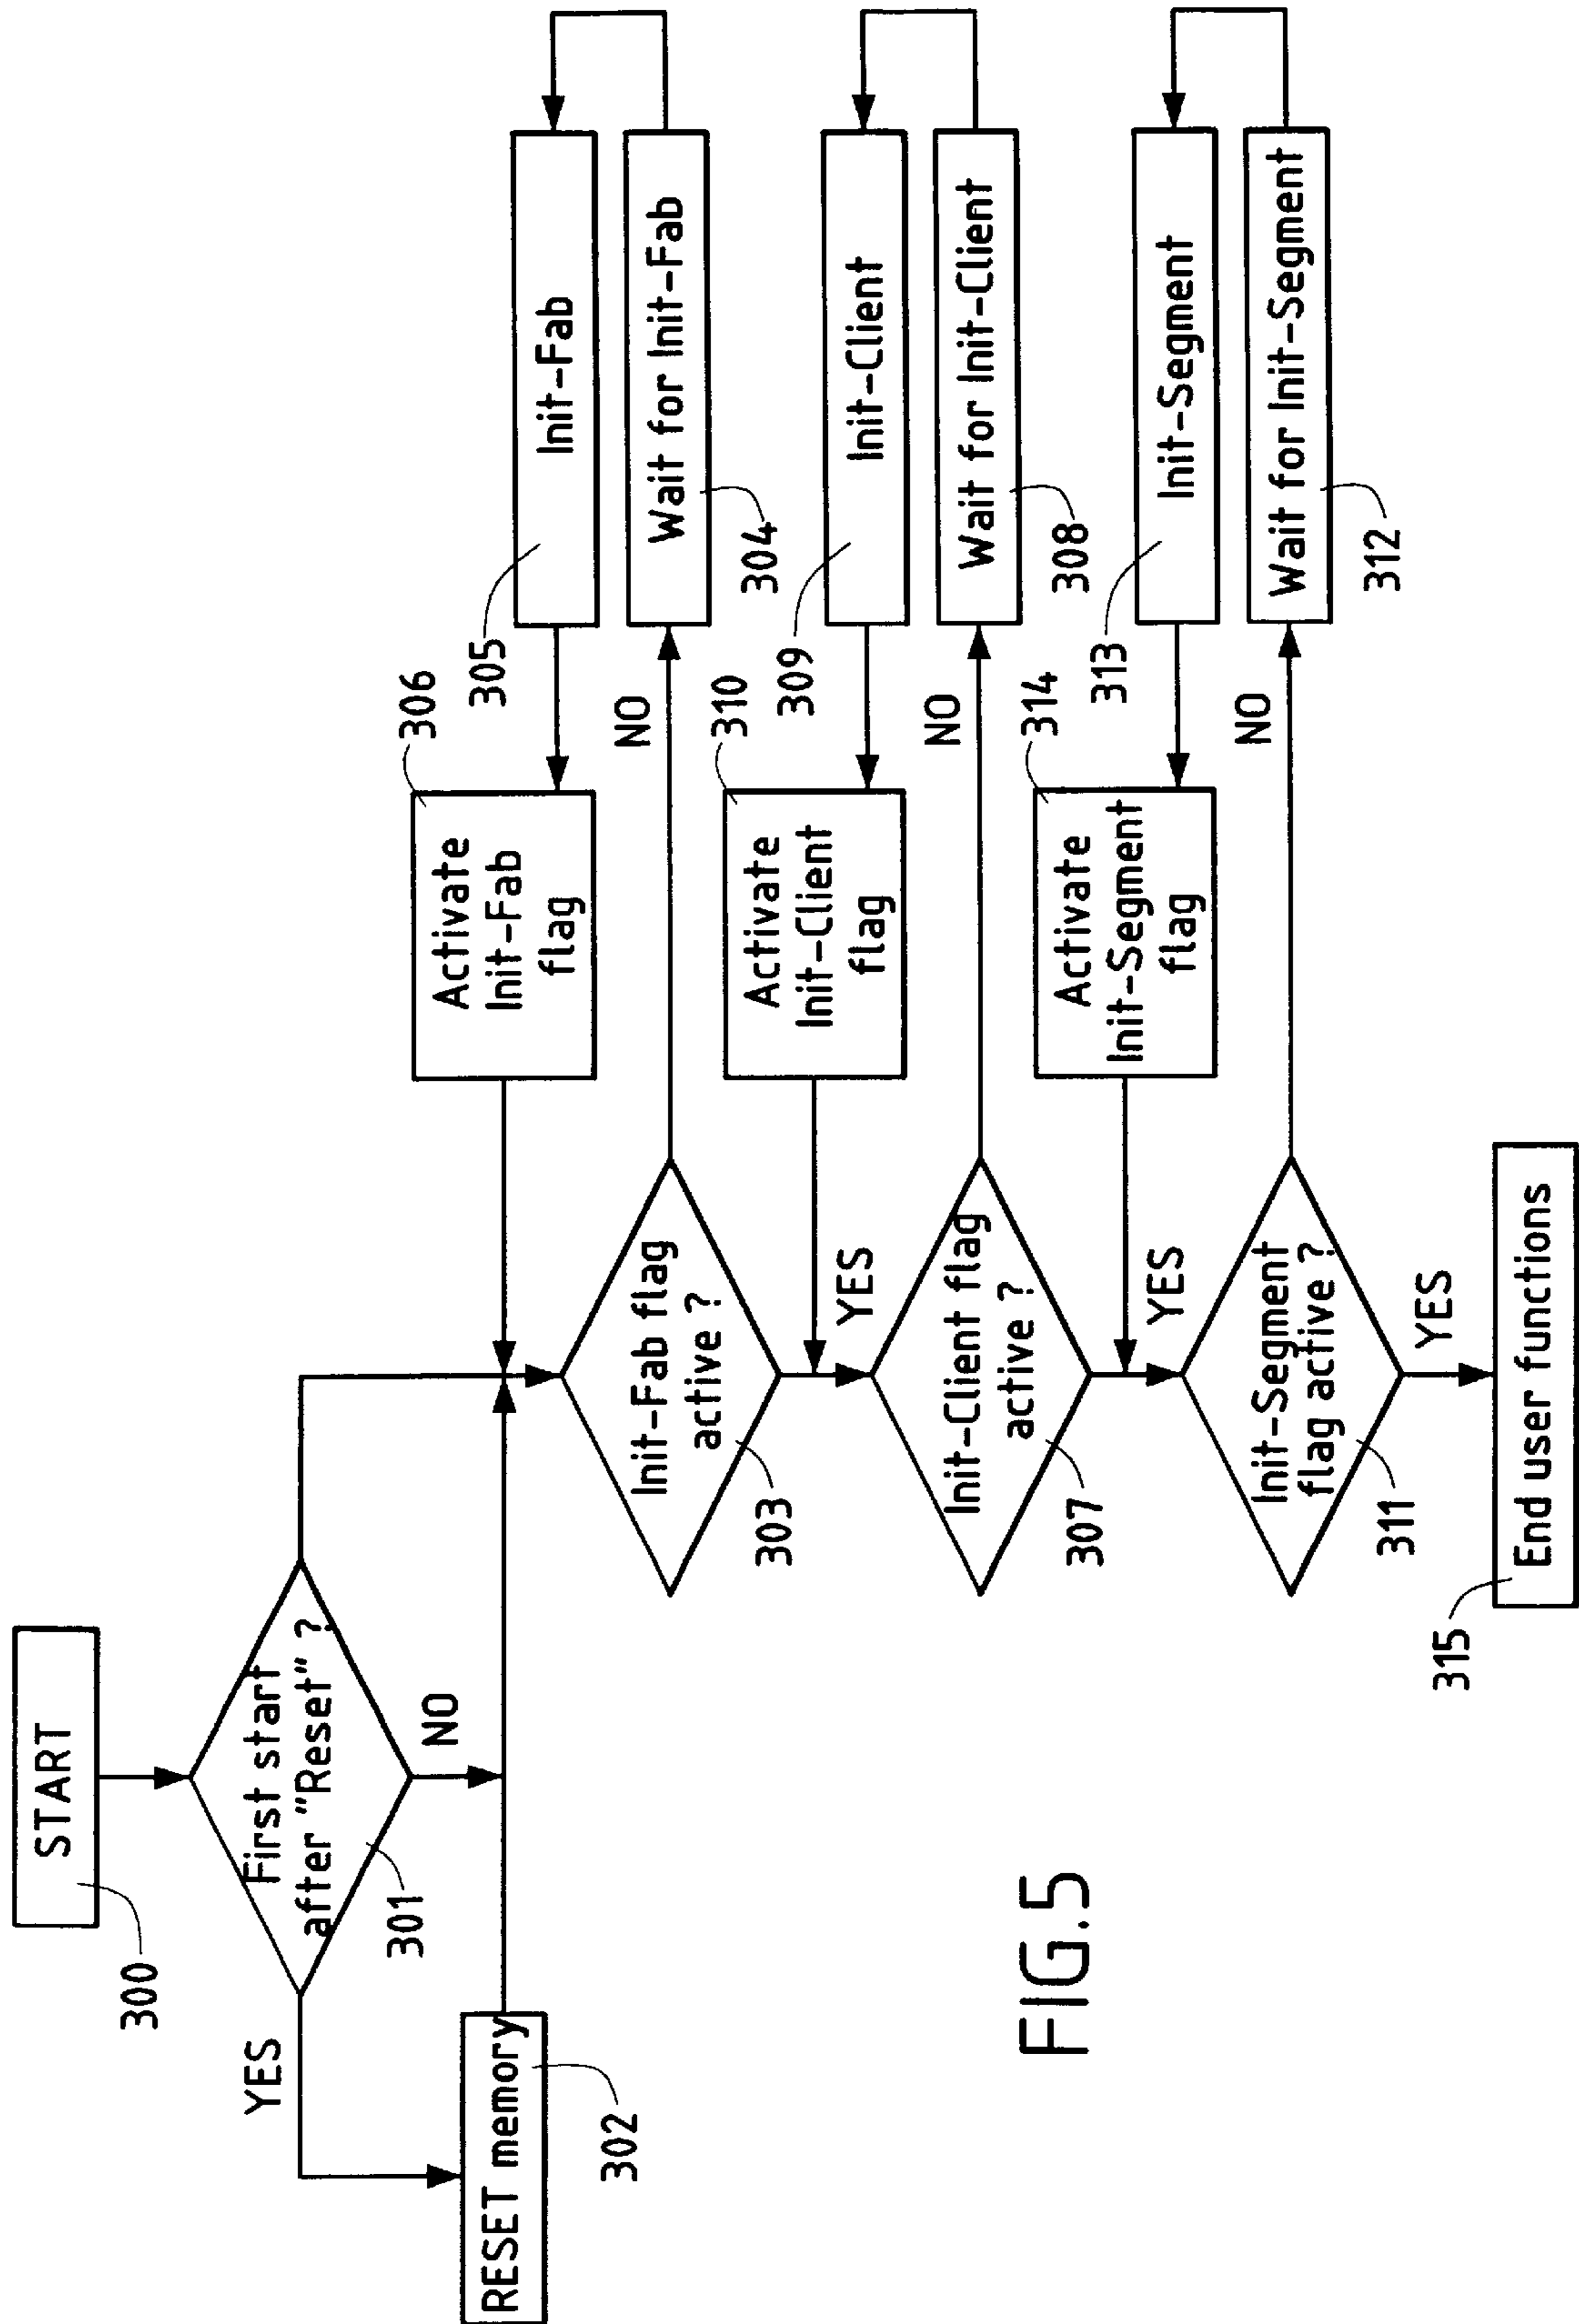 START
300
First start
after "Reset" ?
301
YES
NO
RESET memory
302
Init-Fab flag
active ?
303
NO
Wait for Init-Fab
304
Init-Fab
305
Activate
Init-Fab
flag
306
YES
Init-Client flag
active ?
307
NO
Wait for Init-Client
308
Init-Client
309
Activate
Init-Client
flag
310
YES
Init-Segment
flag active ?
311
NO
Wait for Init-Segment
312
Init-Segment
313
Activate
Init-Segment
flag
314
YES
End user functions
315
FIG.5